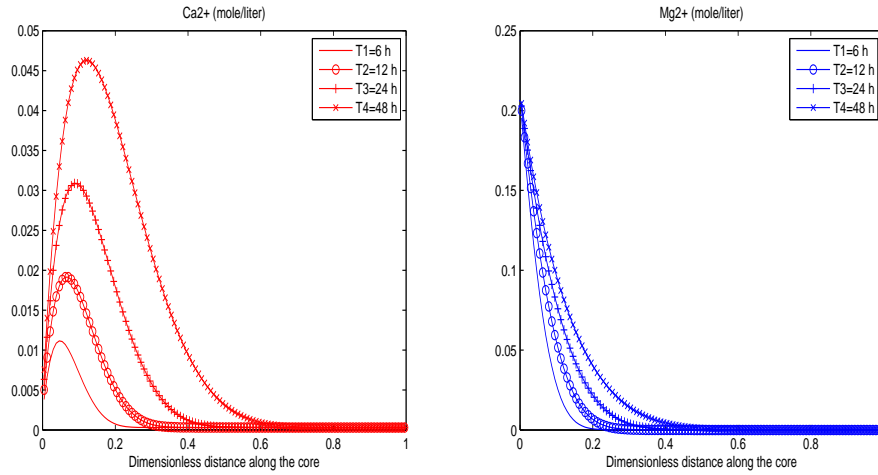 Ca2+ (mole/liter)
0.05
0.045
0.04
0.035
0.03
0.025
0.02
0.015
0.01
0.005
0
0
0.2
0.4
0.6
0.8
1
Dimensionless distance along the core
T1=6 h
T2=12 h
T3=24 h
T4=48 h
Mg2+ (mole/liter)
0.25
0.20
0.15
0.10
0.05
0
0
0.2
0.4
0.6
0.8
Dimensionless distance along the core
T1=6 h
T2=12 h
T3=24 h
T4=48 h